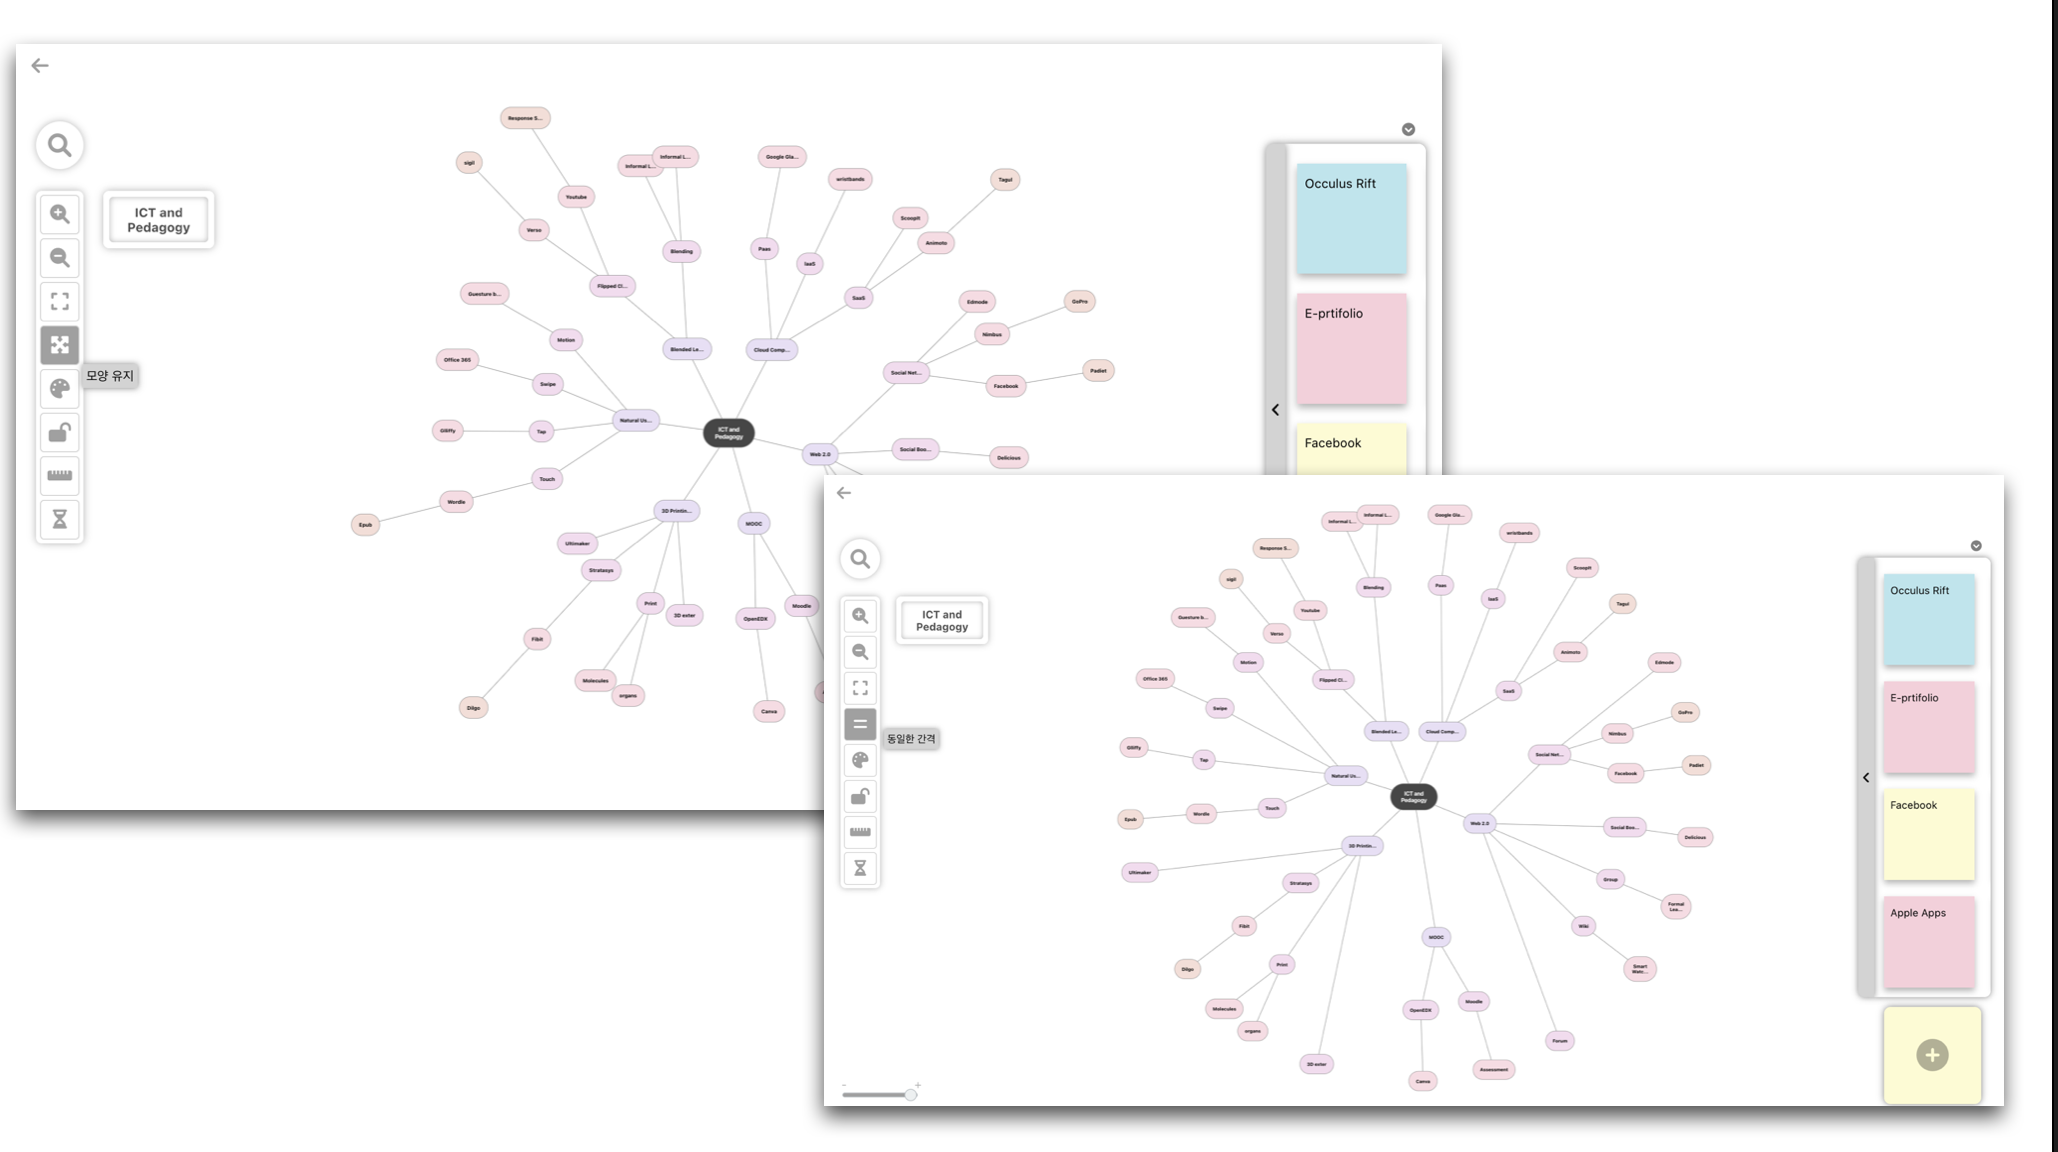 ICT and
Pedagogy
모양 유지
Response S...
sigil
Youtube
Verso
Informal L...
Informal L...
Google Gla...
wristbands
Tagul
Scoopit
Animoto
Blending
Paas
IaaS
SaaS
Flipped Cl...
Guesture b...
Motion
Blended Le...
Cloud Comp...
Edmode
GoPro
Nimbus
Office 365
Swipe
Social Net...
Facebook
Padlet
Gliffy
Tap
Natural Us...
ICT and
Pedagogy
Web 2.0
Social Boo...
Delicious
Touch
Wordle
Epub
3D Printin...
MOOC
Ultimaker
Stratasys
Print
3D exter
OpenEDX
Moodle
Fibit
Molecules
organs
Diigo
Canva
Occulus Rift
E-prtifolio
Facebook
ICT and
Pedagogy
동일한 간격
Informal L...
Informal L...
Google Gla...
wristbands
Response S...
sigil
Scoopit
Blending
Paas
IaaS
Tagul
Guesture b...
Youtube
Verso
Animoto
Motion
Edmode
Office 365
Flipped Cl...
SaaS
Swipe
GoPro
Blended Le...
Cloud Comp...
Nimbus
Gliffy
Tap
Social Net...
Natural Us...
Facebook
Padlet
ICT and
Pedagogy
Epub
Wordle
Touch
Web 2.0
Social Boo...
Delicious
3D Printin...
Ultimaker
Stratasys
Group
Formal
Lea...
Fibit
Wiki
MOOC
Diigo
Print
Smart
Wat...
Molecules
organs
OpenEDX
Moodle
Forum
3D exter
Canva
Assessment
Occulus Rift
E-prtifolio
Facebook
Apple Apps